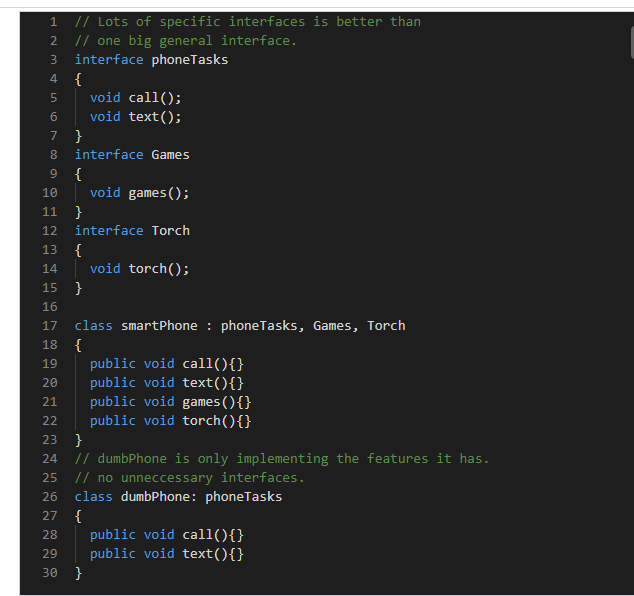 1 // Lots of specific interfaces is better than
2 // one big general interface.
3 interface phoneTasks
4 {
5 void call();
6 void text();
7 }
8 interface Games
9 {
10 void games();
11 }
12 interface Torch
13 {
14 void torch();
15 }
16
17 class smartPhone : phoneTasks, Games, Torch
18 {
19 public void call(){}
20 public void text(){}
21 public void games(){}
22 public void torch(){}
23 }
24 // dumbPhone is only implementing the features it has.
25 // no unneccessary interfaces.
26 class dumbPhone: phoneTasks
27 {
28 public void call(){}
29 public void text(){}
30 }